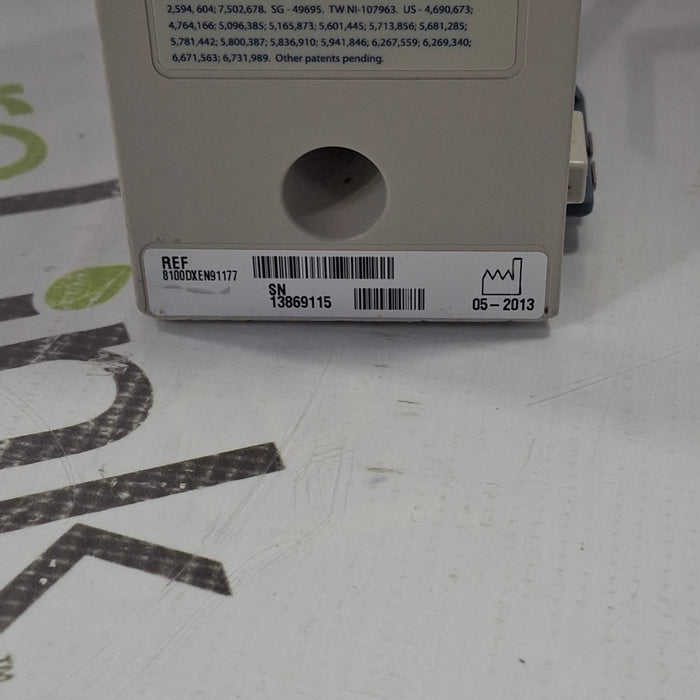 2,594,604; 7,502,678. SG - 49695. TW NI-107963. US - 4,690,673;
4,764,166; 5,096,385; 5,165,873; 5,601,445; 5,713,856; 5,681,285;
5,781,442; 5,800,387; 5,836,910; 5,941,846; 6,267,559; 6,269,340;
6,671,563; 6,731,989. Other patents pending.
REF
8100DXEN91177
SN
13869115
05-2013
TM